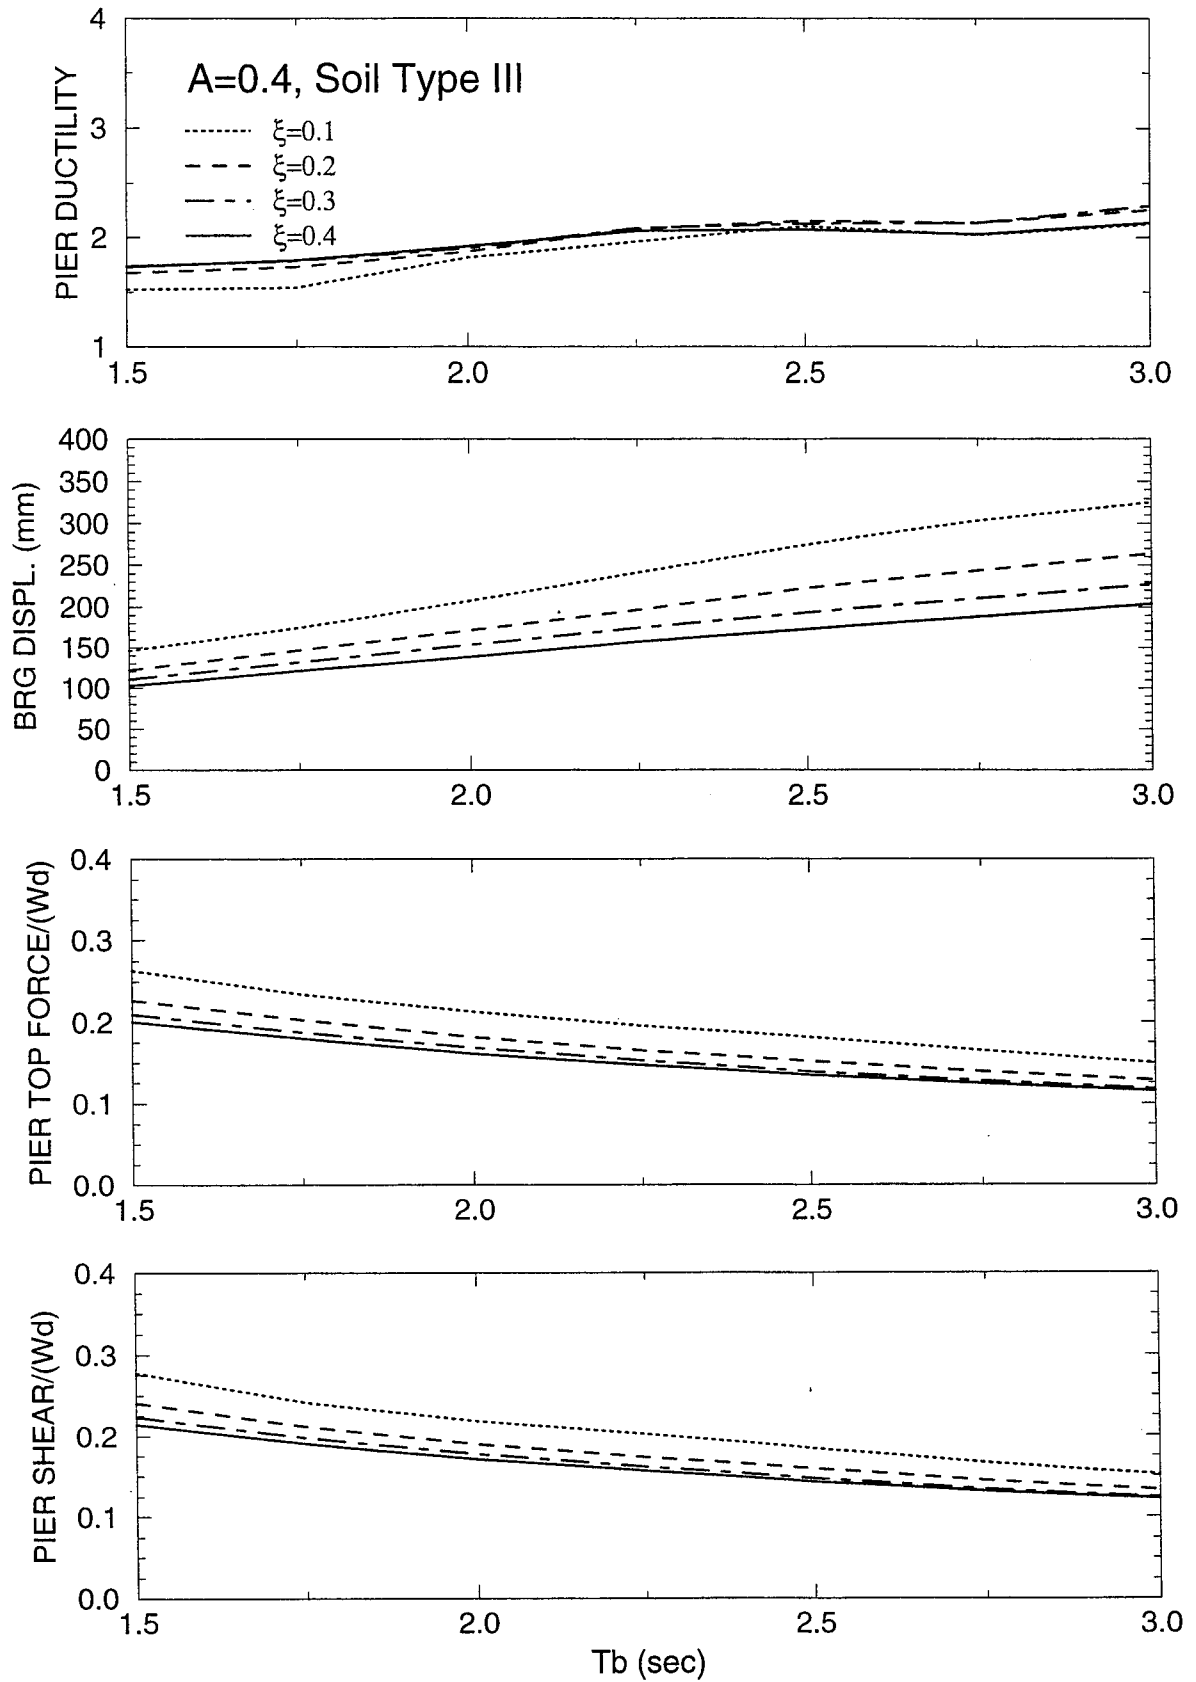 PIER DUCTILITY
4
3
2
1
A=0.4, Soil Type III
ξ=0.1
ξ=0.2
ξ=0.3
ξ=0.4
1.5 2.0 2.5 3.0
BRG DISPL. (mm)
400
350
300
250
200
150
100
50
0
1.5 2.0 2.5 3.0
PIER TOP FORCE/(Wd)
0.4
0.3
0.2
0.1
0.0
1.5 2.0 2.5 3.0
PIER SHEAR/(Wd)
0.4
0.3
0.2
0.1
0.0
1.5 2.0 2.5 3.0
Tb (sec)